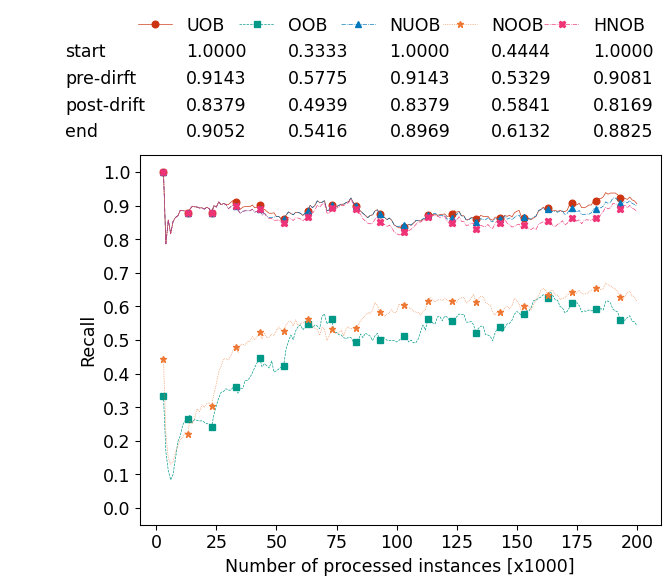 UOB OOB NUOB NOOB HNOB
start 1.0000 0.3333 1.0000 0.4444 1.0000
pre-dirft 0.9143 0.5775 0.9143 0.5329 0.9081
post-drift 0.8379 0.4939 0.8379 0.5841 0.8169
end 0.9052 0.5416 0.8969 0.6132 0.8825
1.0
0.9
0.8
0.7
0.6
0.5
0.4
0.3
0.2
0.1
0.0
Recall
0 25 50 75 100 125 150 175 200
Number of processed instances [x1000]